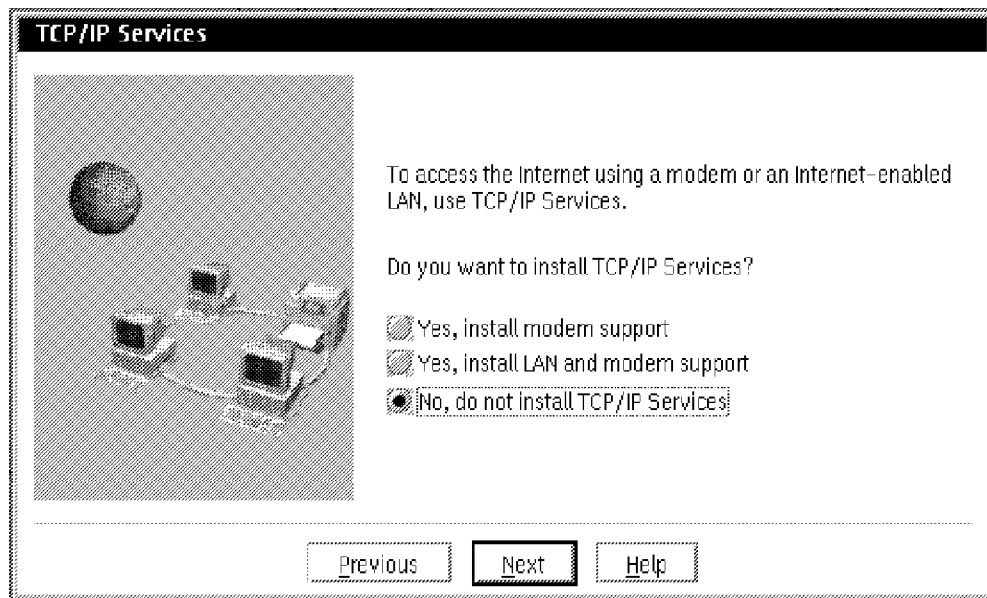 TCP/IP Services
To access the Internet using a modem or an Internet-enabled
LAN, use TCP/IP Services.
Do you want to install TCP/IP Services?
Yes, install modem support
Yes, install LAN and modem support
No, do not install TCP/IP Services
Previous
Next
Help